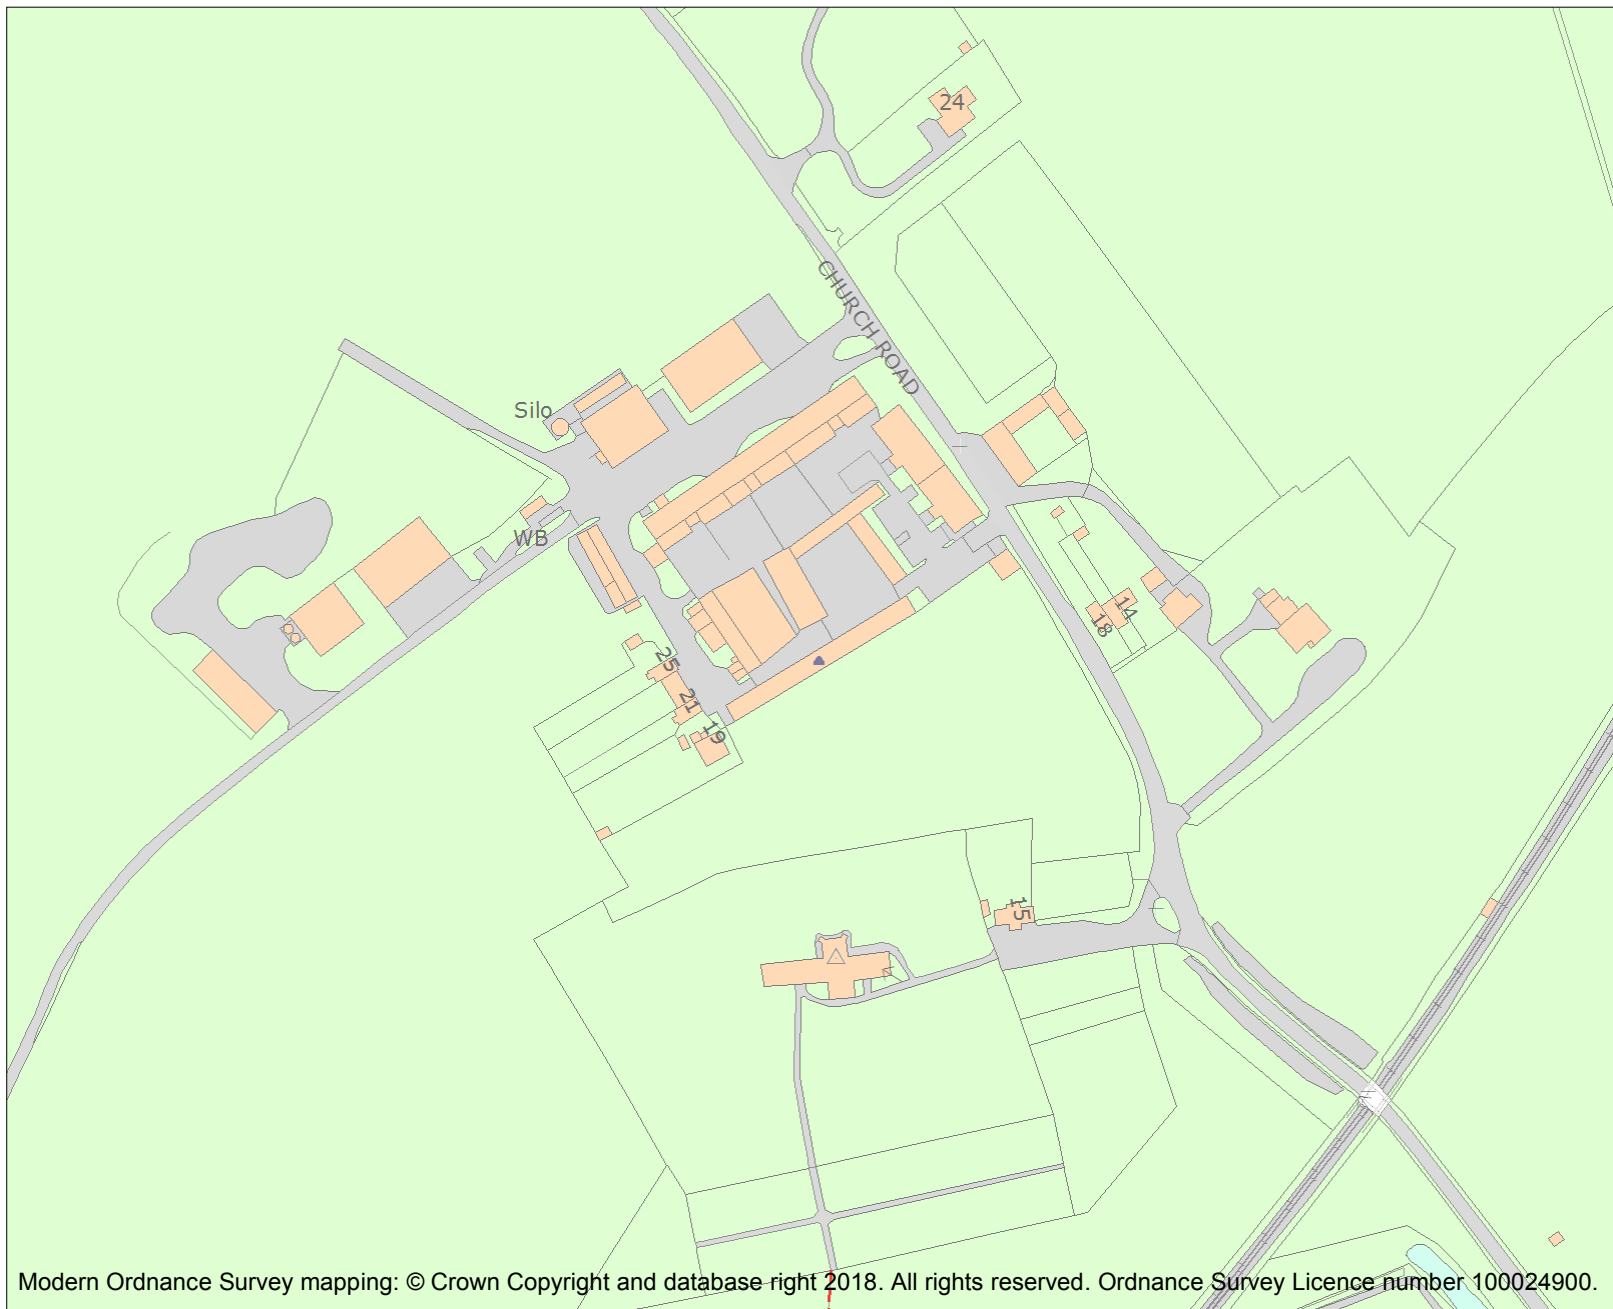 24
CHURCH ROAD
Silo
WB
14
18
25
21
19
15
Modern Ordnance Survey mapping: © Crown Copyright and database right 2018. All rights reserved. Ordnance Survey Licence number 100024900.